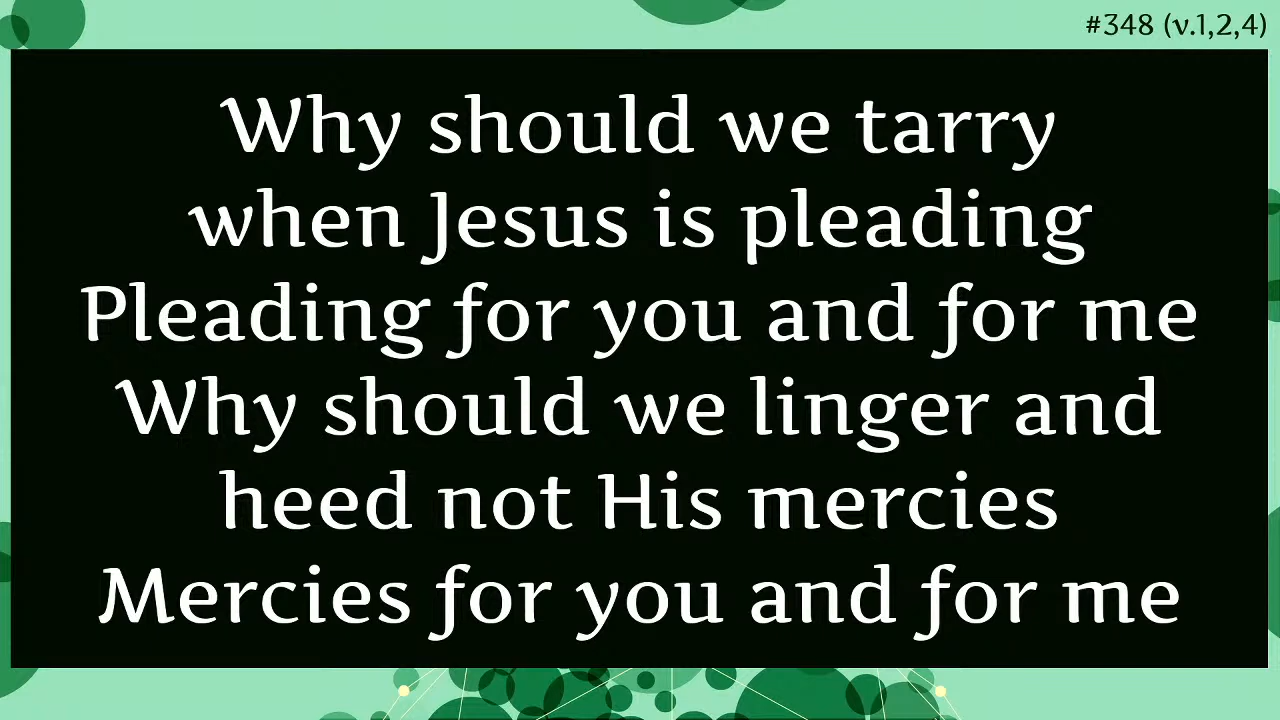 #348 (v.1,2,4)
Why should we tarry
when Jesus is pleading
Pleading for you and for me
Why should we linger and
heed not His mercies
Mercies for you and for me